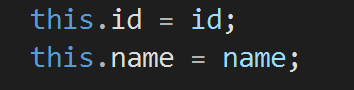 this.id = id;
this.name = name;